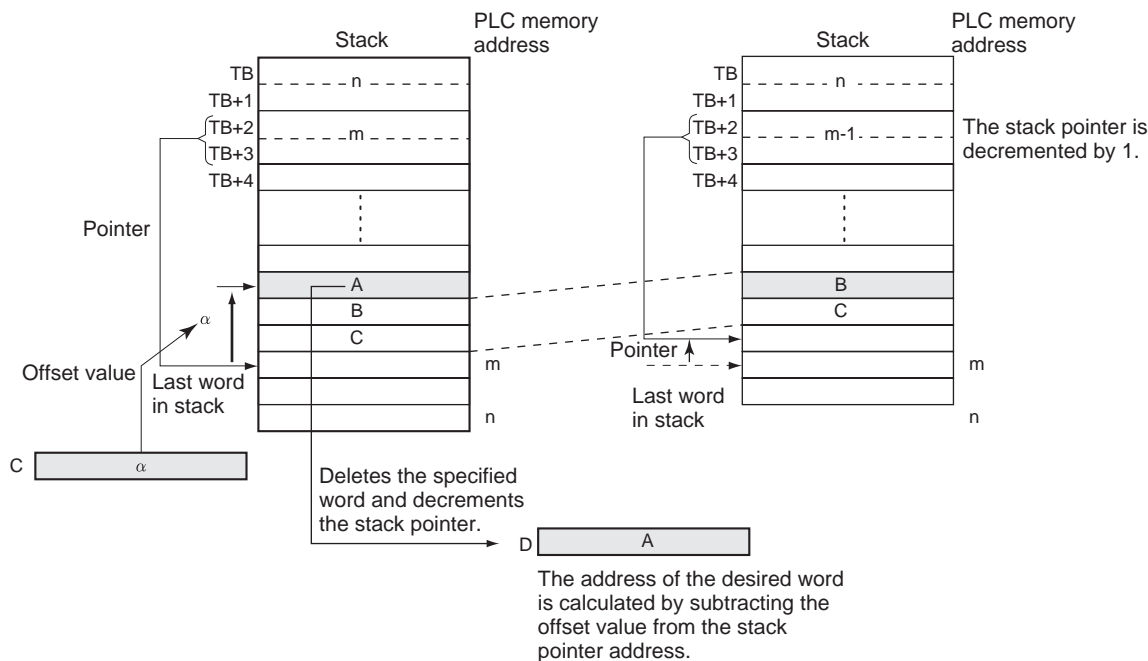 PLC memory
address
Stack
TB
n
TB+1
TB+2
m
TB+3
TB+4
Pointer
A
B
α
C
Offset value
Last word
in stack
m
n
C
α
Deletes the specified
word and decrements
the stack pointer.
D
A
The address of the desired word
is calculated by subtracting the
offset value from the stack
pointer address.
PLC memory
address
Stack
TB
n
TB+1
TB+2
m-1
TB+3
TB+4
The stack pointer is
decremented by 1.
B
C
Pointer
m
Last word
in stack
n